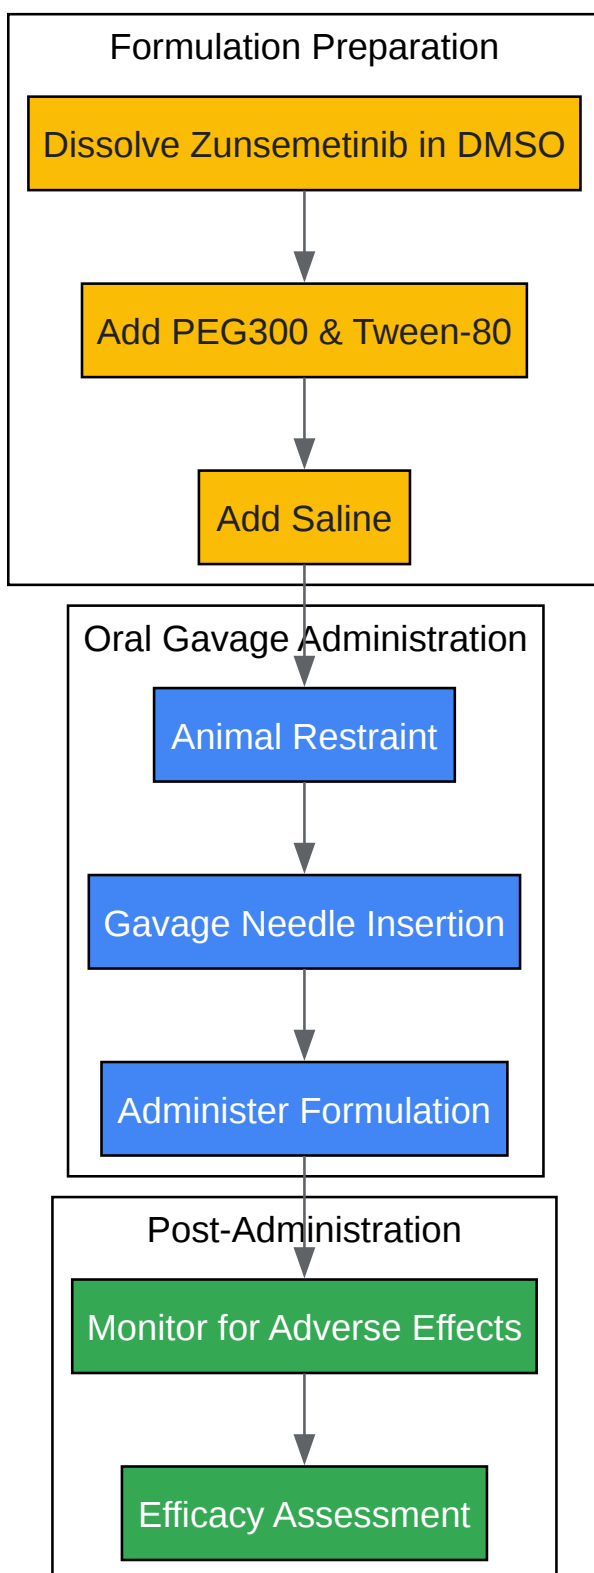 Formulation Preparation
Dissolve Zunsemetinib in DMSO
Add PEG300 & Tween-80
Add Saline
Oral Gavage Administration
Animal Restraint
Gavage Needle Insertion
Administer Formulation
Post-Administration
Monitor for Adverse Effects
Efficacy Assessment